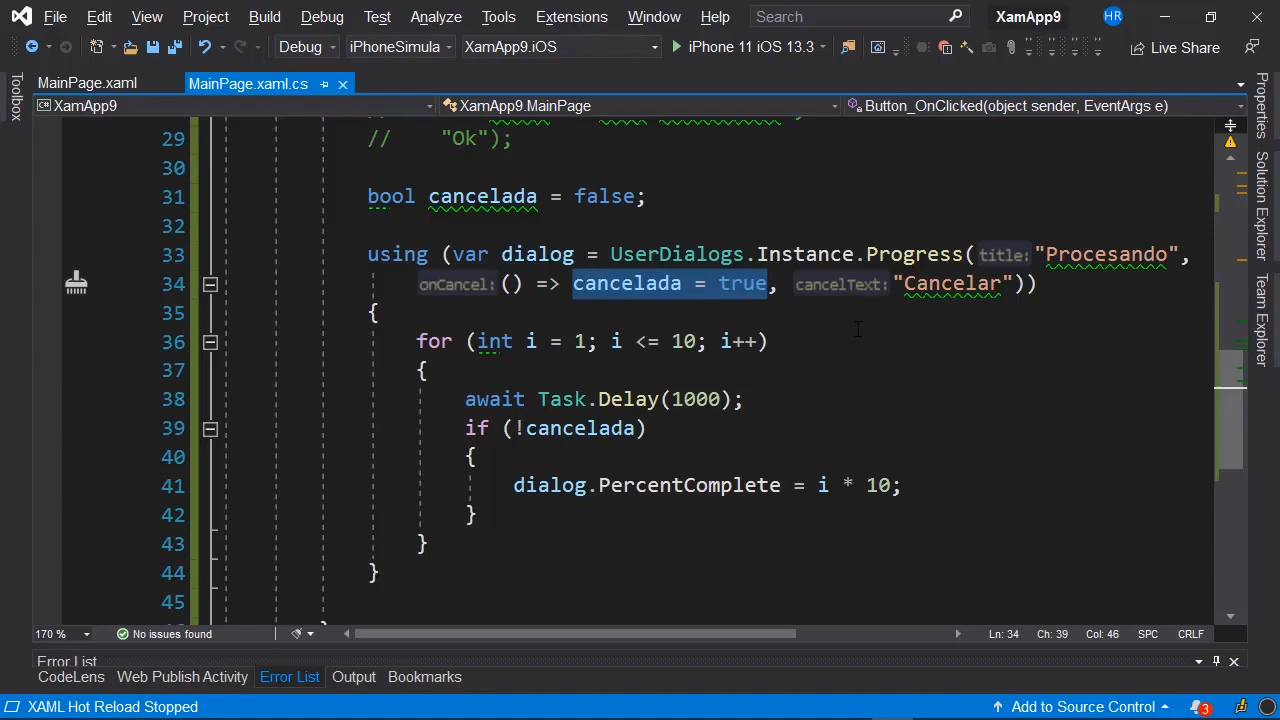 File Edit View Project Build Debug Test Analyze Tools Extensions Window Help Search XamApp9 HR
Debug iPhoneSimula XamApp9.iOS iPhone 11 iOS 13.3 Live Share
MainPage.xaml MainPage.xaml.cs
XamApp9 XamApp9.MainPage Button_OnClicked(object sender, EventArgs e)
29 // "Ok");
30
31 bool cancelada = false;
32
33 using (var dialog = UserDialogs.Instance.Progress(title: "Procesando",
34 onCancel: () => cancelada = true, cancelText: "Cancelar"))
35 {
36 for (int i = 1; i <= 10; i++)
37 {
38 await Task.Delay(1000);
39 if (!cancelada)
40 {
41 dialog.PercentComplete = i * 10;
42 }
43 }
44 }
45
170 % No issues found Ln: 34 Ch: 39 Col: 46 SPC CRLF
Error List
CodeLens Web Publish Activity Error List Output Bookmarks
XAML Hot Reload Stopped Add to Source Control 3
Toolbox
Properties
Solution Explorer
Team Explorer